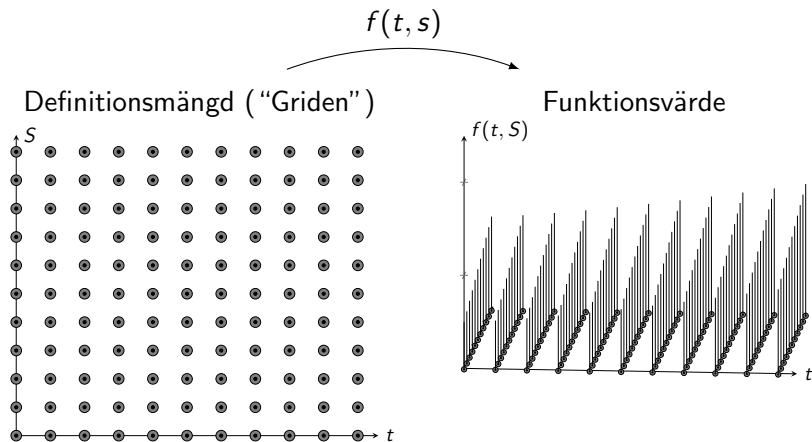 f(t, s)
Definitionsmängd (“Griden”)
Funktionsvärde
S
f(t, S)
t
t